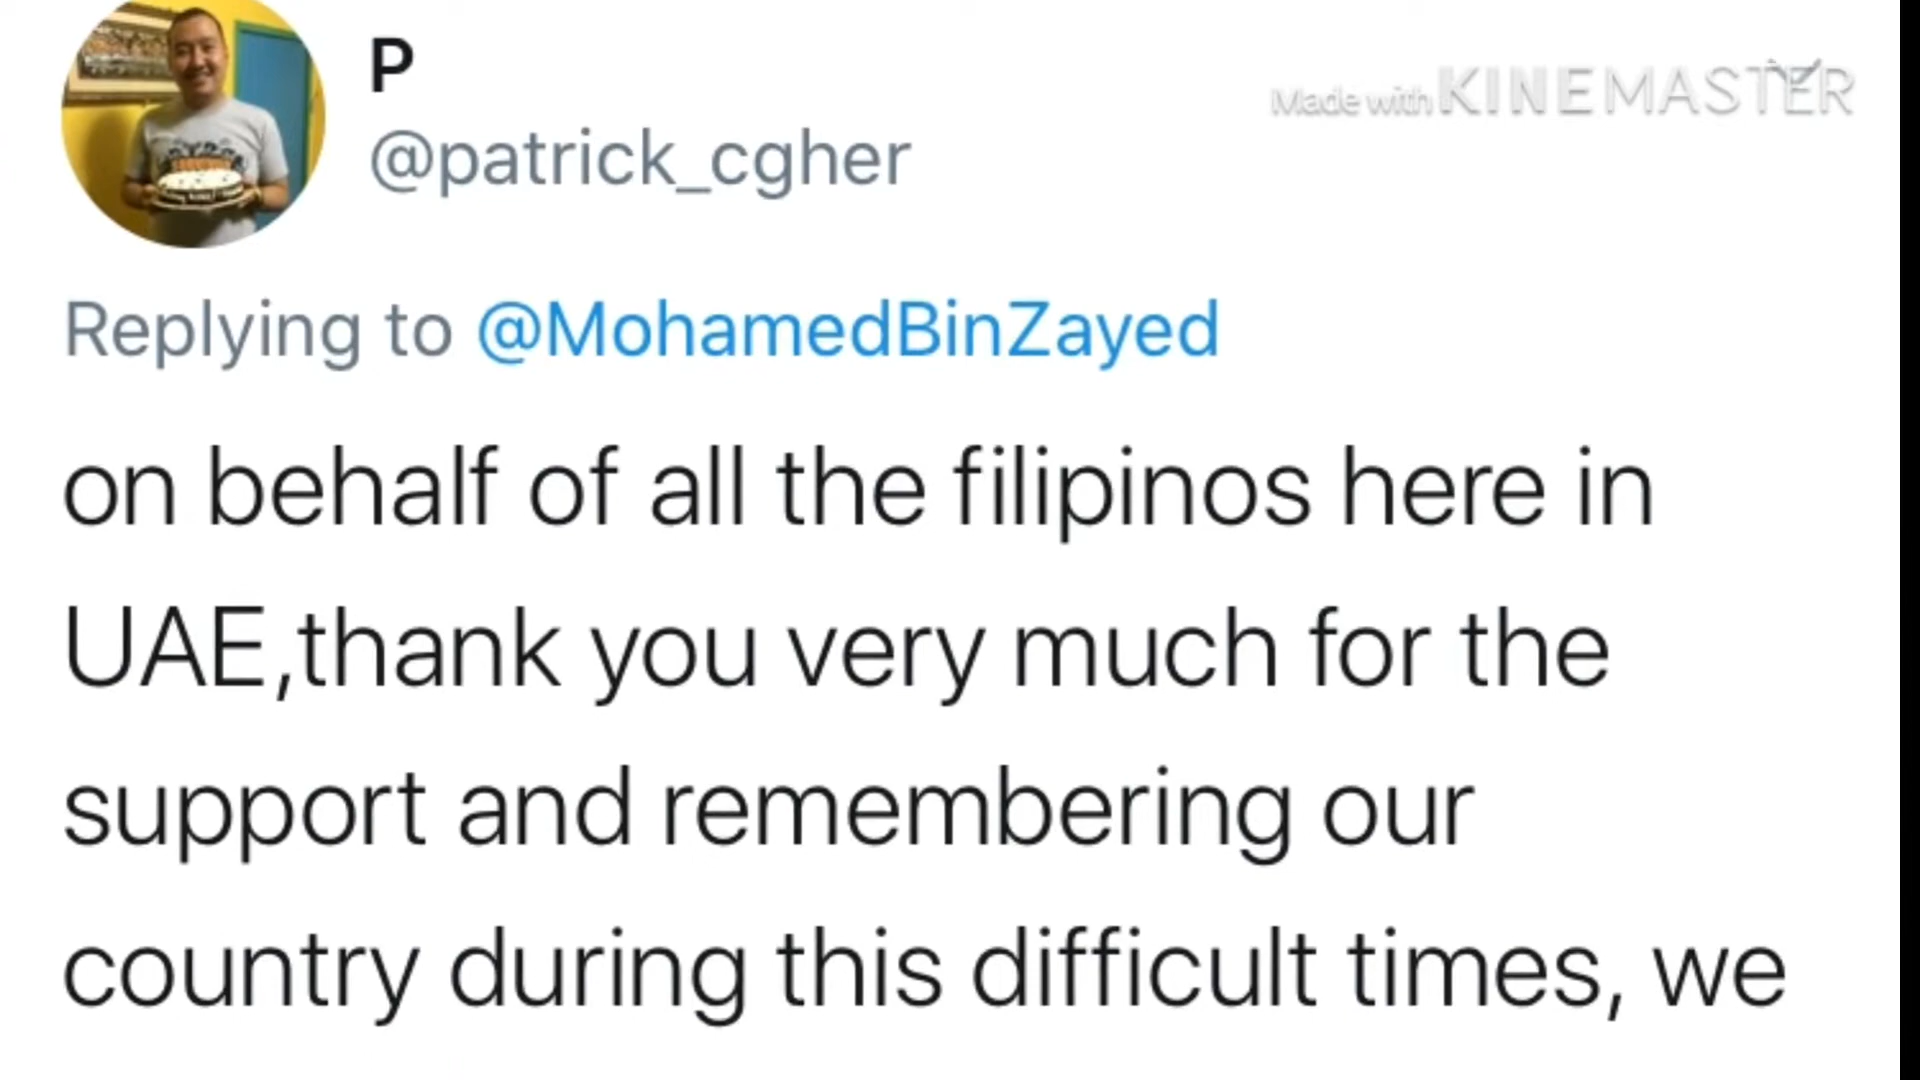 P
Made with KINEMASTER
@patrick_cgher
Replying to @MohamedBinZayed
on behalf of all the filipinos here in
UAE,thank you very much for the
support and remembering our
country during this difficult times, we